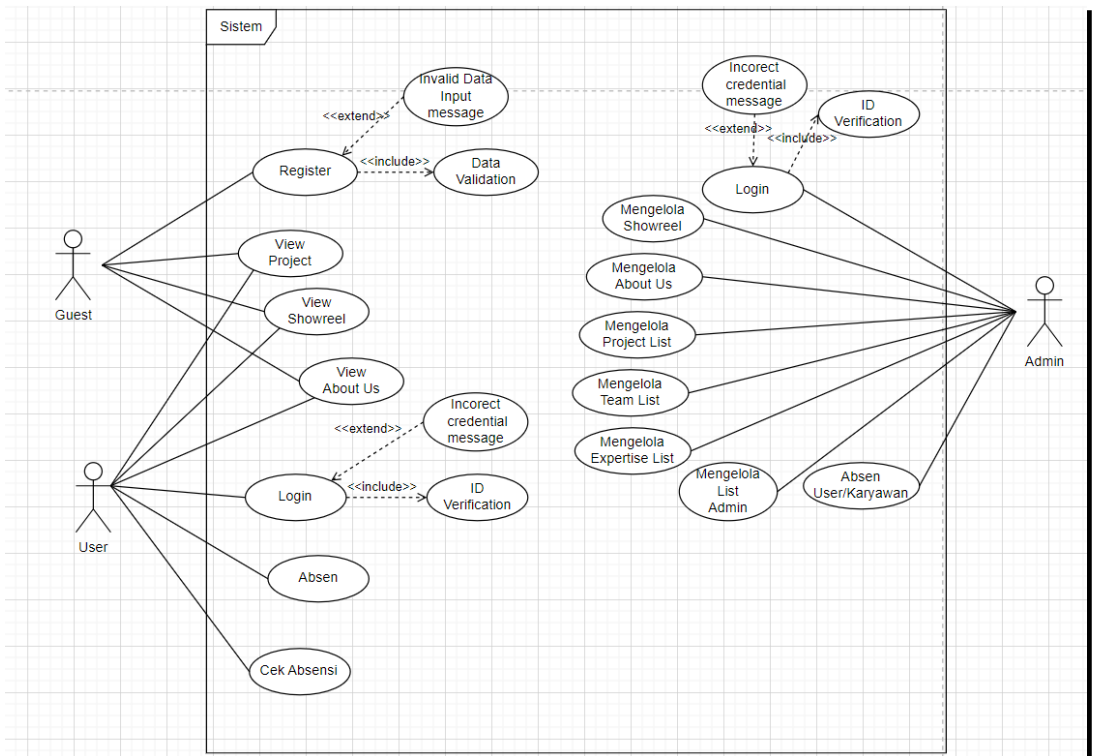 Sistem
Invalid Data
Input
message
<<extend>>
Register
<<include>>
Data
Validation
View
Project
Guest
View
Showreel
View
About Us
Incorect
credential
message
<<extend>>
Login
<<include>>
ID
Verification
User
Absen
Cek Absensi
Incorect
credential
message
<<extend>>
ID
Verification
<<include>>
Login
Mengelola
Showreel
Mengelola
About Us
Mengelola
Project List
Mengelola
Team List
Mengelola
Expertise List
Mengelola
List
Admin
Absen
User/Karyawan
Admin